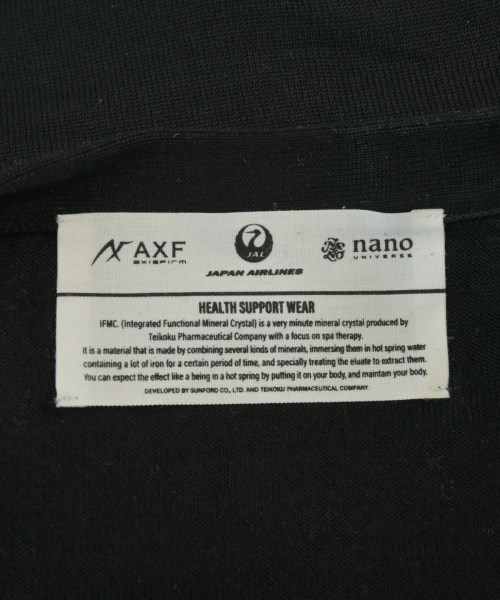 AXF
axisfirm
J.A.L
JAPAN AIRLINES
nano
UNIVERSE
HEALTH SUPPORT WEAR
IFMC. (Integrated Functional Mineral Crystal) is a very minute mineral crystal produced by
Teikoku Pharmaceutical Company with a focus on spa therapy.
It is a material that is made by combining several kinds of minerals, immersing them in hot spring water
containing a lot of iron for a certain period of time, and specially treating the eluate to extract them.
You can expect the effect like a being in a hot spring by putting it on your body, and maintain your body.
DEVELOPED BY SUNFORD CO., LTD. AND TEIKOKU PHARMACEUTICAL COMPANY.